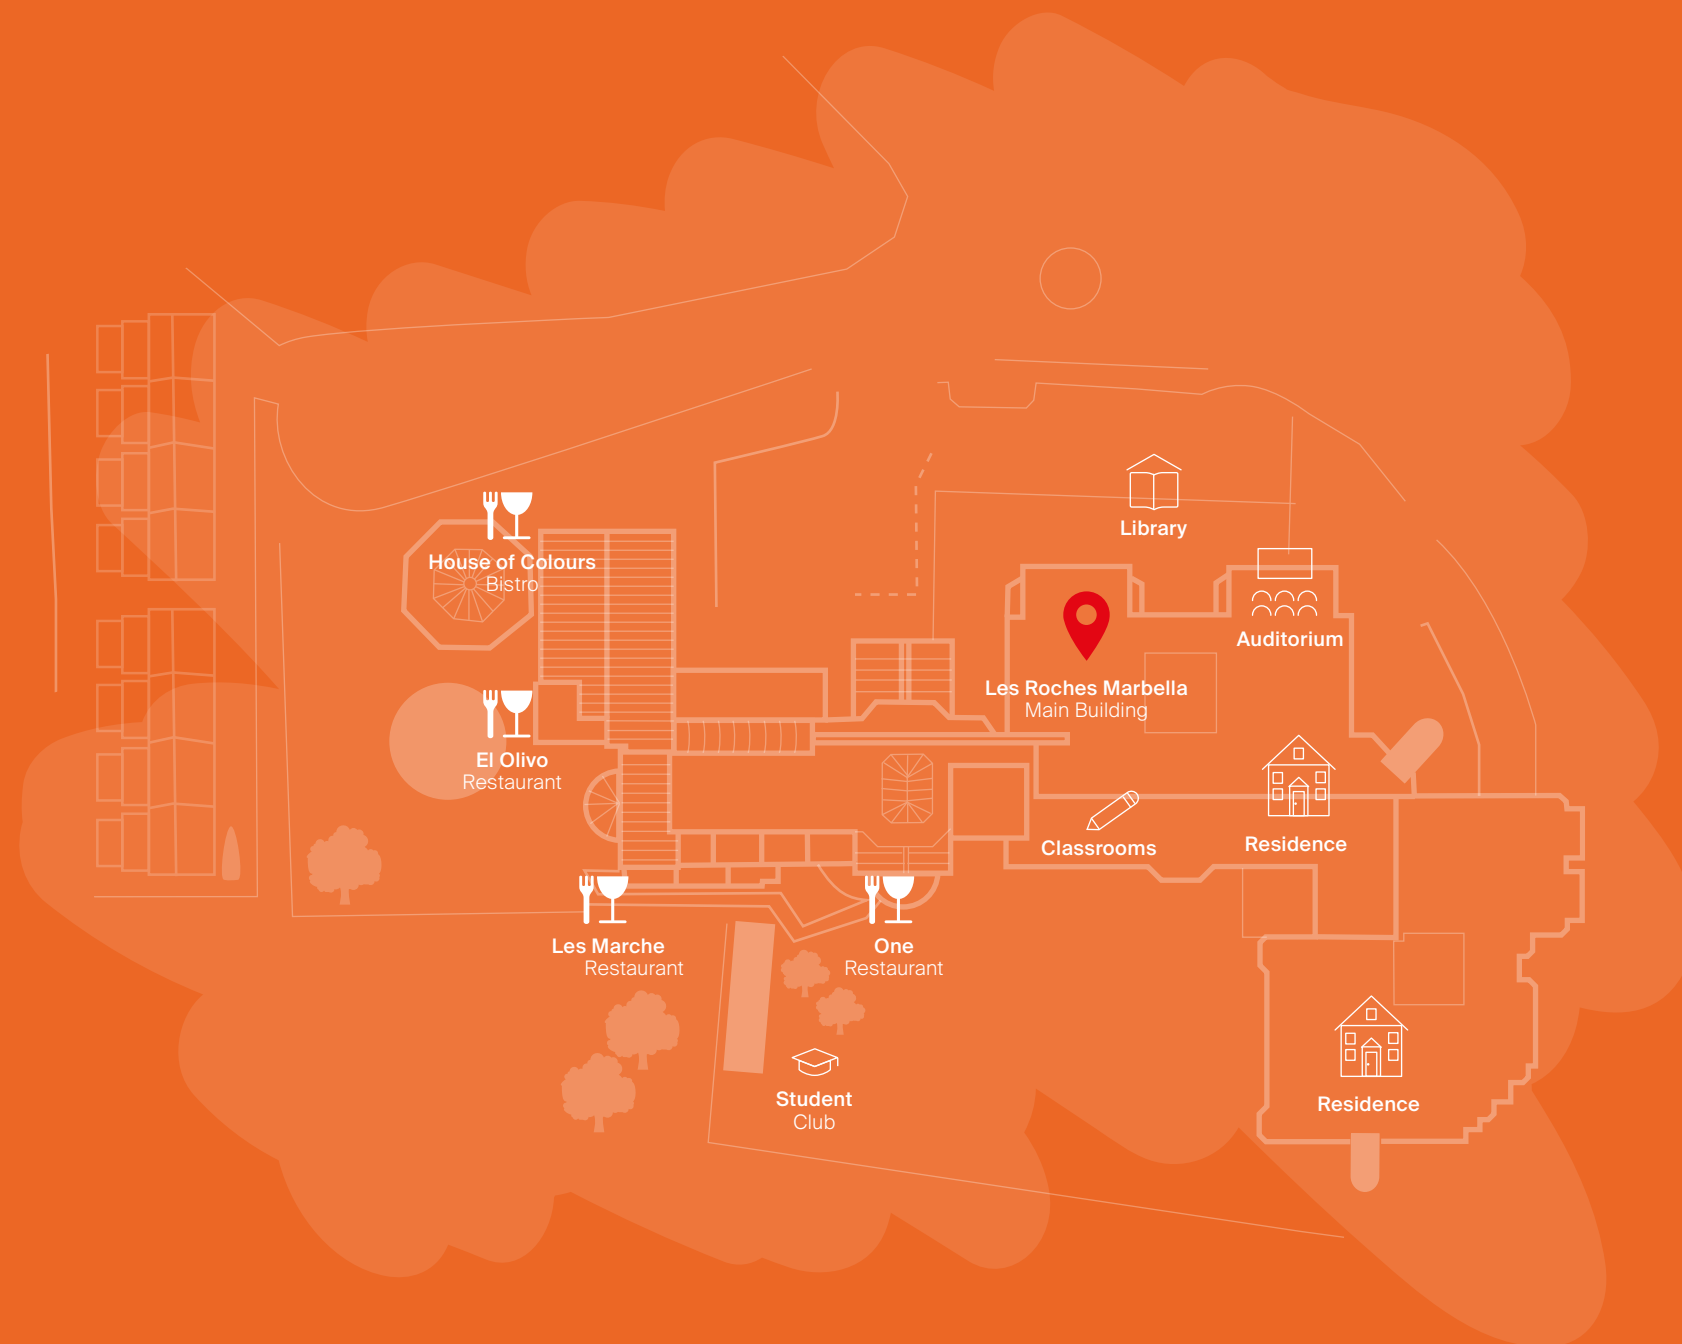 Library
House of Colours
Bistro
Auditorium
Les Roches Marbella
Main Building
El Olivo
Restaurant
Classrooms
Residence
Les Marche
Restaurant
One
Restaurant
Student
Club
Residence